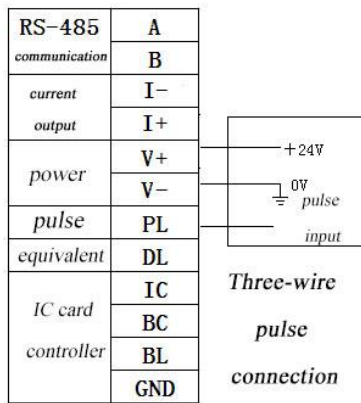 RS-485 A
communication B
current I-
output I+
power V+
V-
pulse PL
equivalent DL
IC card IC
BC
controller BL
GND
+24V
0V
pulse
input
Three-wire
pulse
connection